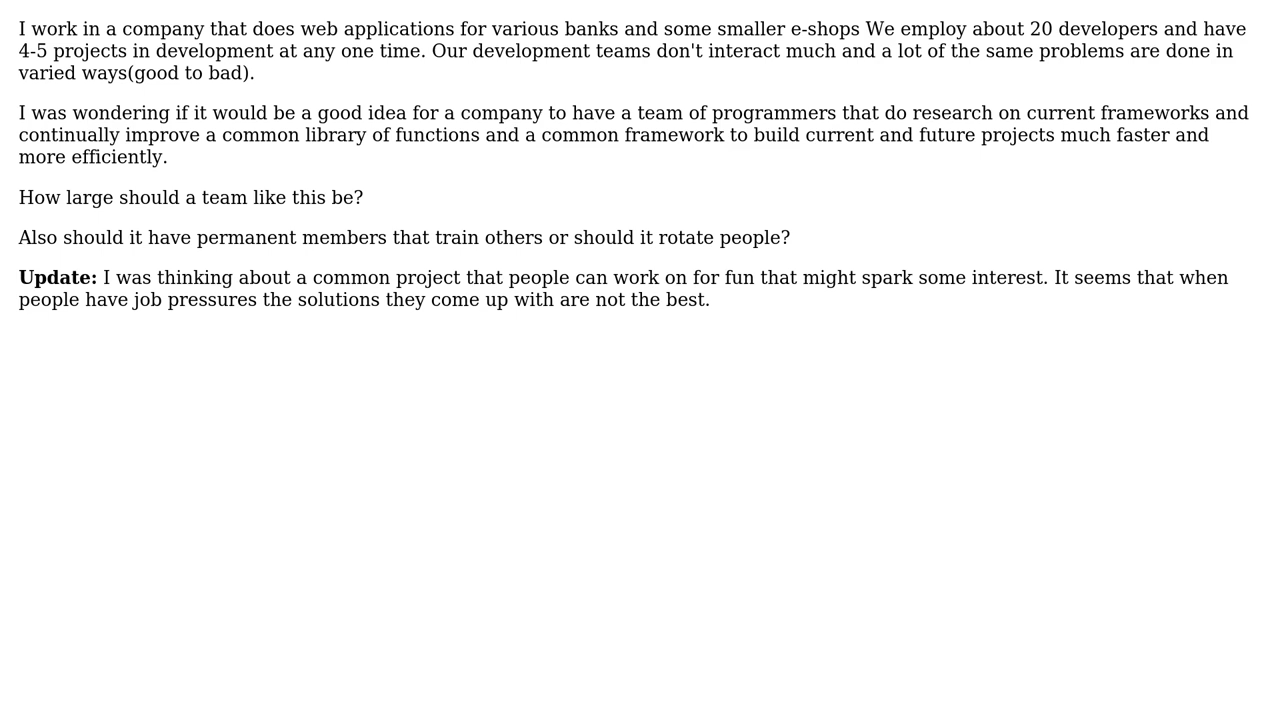 I work in a company that does web applications for various banks and some smaller e-shops We employ about 20 developers and have
4-5 projects in development at any one time. Our development teams don't interact much and a lot of the same problems are done in
varied ways(good to bad).
I was wondering if it would be a good idea for a company to have a team of programmers that do research on current frameworks and
continually improve a common library of functions and a common framework to build current and future projects much faster and
more efficiently.
How large should a team like this be?
Also should it have permanent members that train others or should it rotate people?
Update: I was thinking about a common project that people can work on for fun that might spark some interest. It seems that when
people have job pressures the solutions they come up with are not the best.